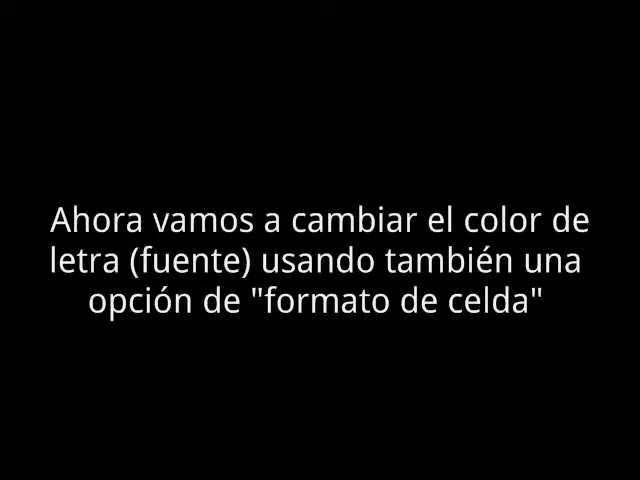 Ahora vamos a cambiar el color de
letra (fuente) usando también una
opción de "formato de celda"